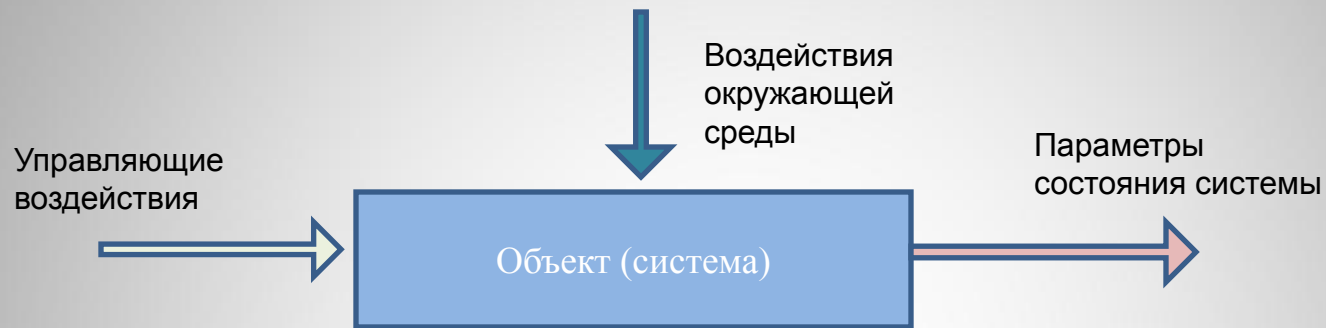 Воздействия
окружающей
среды
Управляющие
воздействия
Параметры
состояния системы
Объект (система)